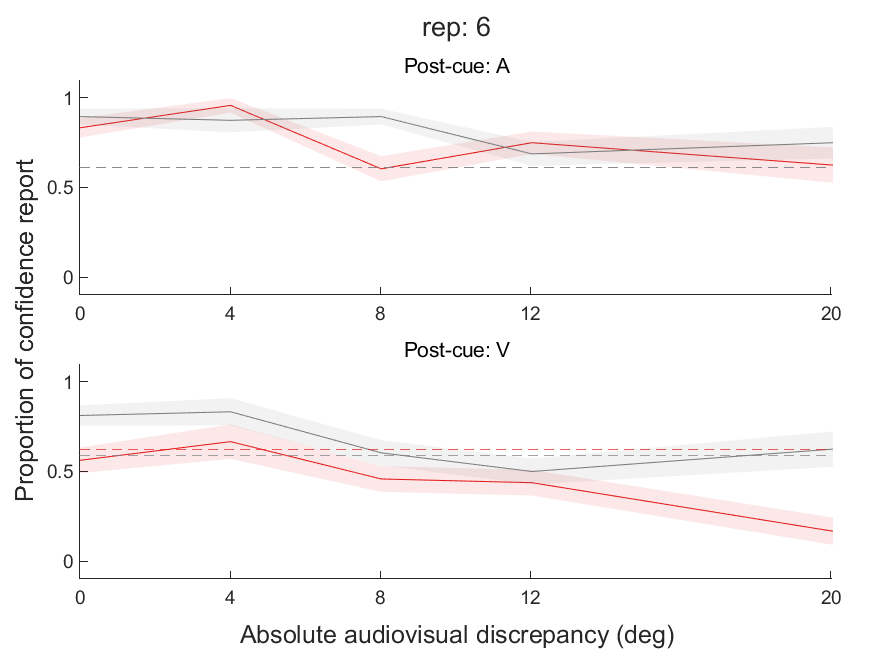 rep: 6
Post-cue: A
1
0.5
0
0 4 8 12 20
Proportion of confidence report
Post-cue: V
1
0.5
0
0 4 8 12 20
Absolute audiovisual discrepancy (deg)